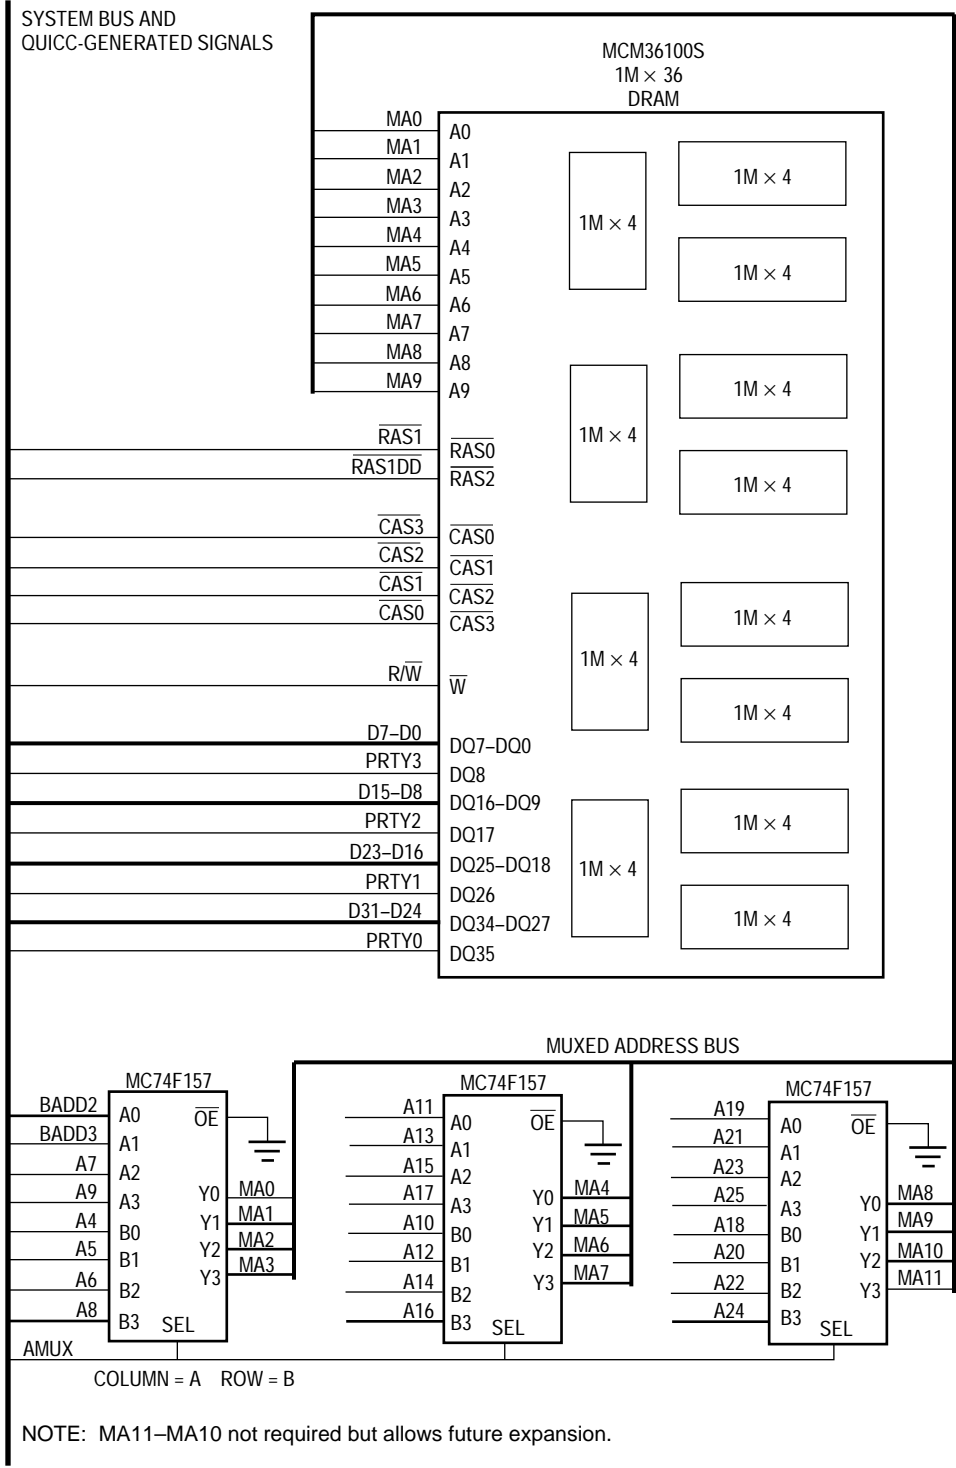 SYSTEM BUS AND
QUICC-GENERATED SIGNALS
MCM36100S
1M × 36
DRAM
MA0 A0
MA1 A1
MA2 A2
MA3 A3
MA4 A4
MA5 A5
MA6 A6
MA7 A7
MA8 A8
MA9 A9
RAS1 RAS0
RAS1DD RAS2
CAS3 CAS0
CAS2 CAS1
CAS1 CAS2
CAS0 CAS3
R/W W
D7–D0 DQ7–DQ0
PRTY3 DQ8
D15–D8 DQ16–DQ9
PRTY2 DQ17
D23–D16 DQ25–DQ18
PRTY1 DQ26
D31–D24 DQ34–DQ27
PRTY0 DQ35
1M × 4
1M × 4
1M × 4
1M × 4
1M × 4
1M × 4
1M × 4
1M × 4
1M × 4
1M × 4
1M × 4
1M × 4
MUXED ADDRESS BUS
MC74F157
BADD2 A0 OE
BADD3 A1
A7 A2
A9 A3 Y0 MA0
A4 B0 Y1 MA1
A5 B1 Y2 MA2
A6 B2 Y3 MA3
A8 B3 SEL
MC74F157
A11 A0 OE
A13 A1
A15 A2
A17 A3 Y0 MA4
A10 B0 Y1 MA5
A12 B1 Y2 MA6
A14 B2 Y3 MA7
A16 B3 SEL
MC74F157
A19 A0 OE
A21 A1
A23 A2
A25 A3 Y0 MA8
A18 B0 Y1 MA9
A20 B1 Y2 MA10
A22 B2 Y3 MA11
A24 B3 SEL
AMUX
COLUMN = A ROW = B
NOTE: MA11–MA10 not required but allows future expansion.